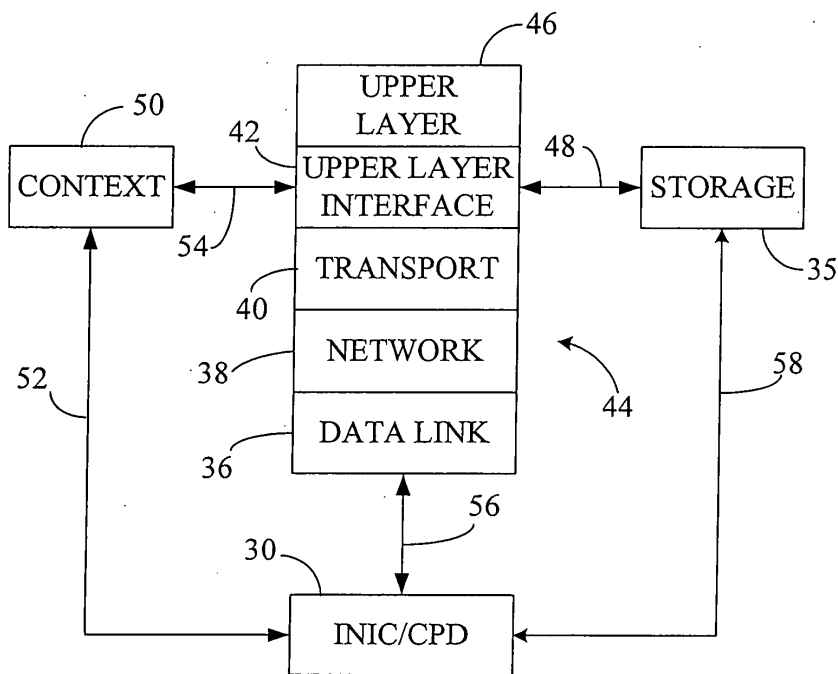 46
UPPER
LAYER
50
42
48
CONTEXT
UPPER LAYER
INTERFACE
STORAGE
54
35
TRANSPORT
40
NETWORK
38
52
58
44
DATA LINK
36
56
30
INIC/CPD